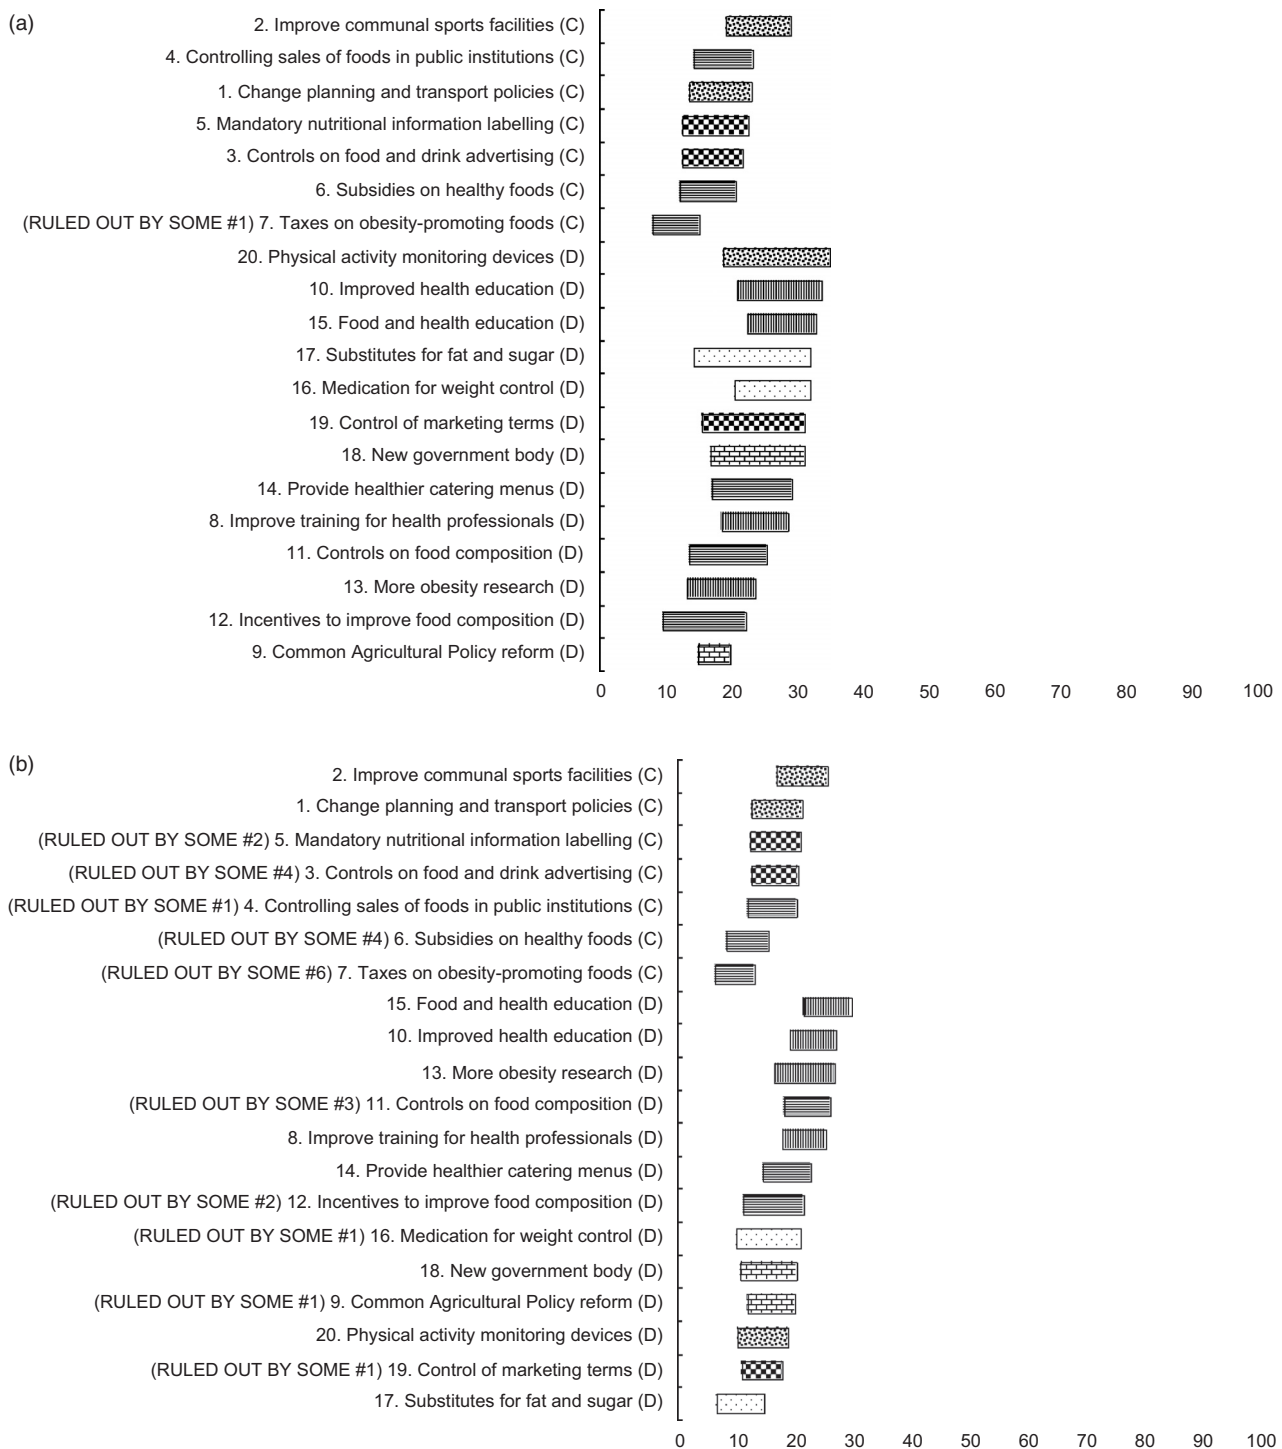 (a)
2. Improve communal sports facilities (C)
4. Controlling sales of foods in public institutions (C)
1. Change planning and transport policies (C)
5. Mandatory nutritional information labelling (C)
3. Controls on food and drink advertising (C)
6. Subsidies on healthy foods (C)
(RULED OUT BY SOME #1) 7. Taxes on obesity-promoting foods (C)
20. Physical activity monitoring devices (D)
10. Improved health education (D)
15. Food and health education (D)
17. Substitutes for fat and sugar (D)
16. Medication for weight control (D)
19. Control of marketing terms (D)
18. New government body (D)
14. Provide healthier catering menus (D)
8. Improve training for health professionals (D)
11. Controls on food composition (D)
13. More obesity research (D)
12. Incentives to improve food composition (D)
9. Common Agricultural Policy reform (D)
0 10 20 30 40 50 60 70 80 90 100
(b)
2. Improve communal sports facilities (C)
1. Change planning and transport policies (C)
(RULED OUT BY SOME #2) 5. Mandatory nutritional information labelling (C)
(RULED OUT BY SOME #4) 3. Controls on food and drink advertising (C)
(RULED OUT BY SOME #1) 4. Controlling sales of foods in public institutions (C)
(RULED OUT BY SOME #4) 6. Subsidies on healthy foods (C)
(RULED OUT BY SOME #6) 7. Taxes on obesity-promoting foods (C)
15. Food and health education (D)
10. Improved health education (D)
13. More obesity research (D)
(RULED OUT BY SOME #3) 11. Controls on food composition (D)
8. Improve training for health professionals (D)
14. Provide healthier catering menus (D)
(RULED OUT BY SOME #2) 12. Incentives to improve food composition (D)
(RULED OUT BY SOME #1) 16. Medication for weight control (D)
18. New government body (D)
(RULED OUT BY SOME #1) 9. Common Agricultural Policy reform (D)
20. Physical activity monitoring devices (D)
(RULED OUT BY SOME #1) 19. Control of marketing terms (D)
17. Substitutes for fat and sugar (D)
0 10 20 30 40 50 60 70 80 90 100